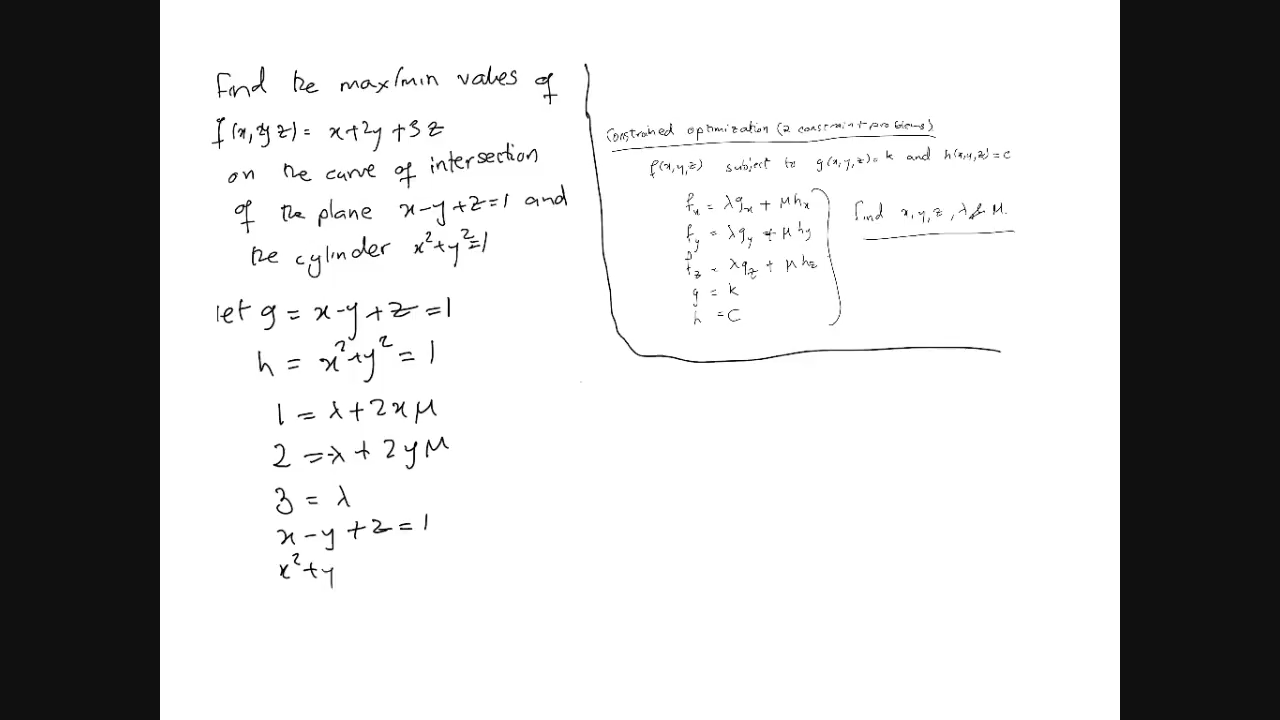 Find the max/min values of
f(x,y,z) = x+2y+3z
on the curve of intersection
of the plane x-y+z=1 and
the cylinder x²+y²=1
let g = x-y+z=1
h = x²+y²=1
1 = λ+2xμ
2 = -λ+2yμ
3 = λ
x-y+z=1
x²+y
Constrained optimization (2 constraint problems)
f(x,y,z) subject to g(x,y,z)=k and h(x,y,z)=c
fx = λgx + μhx
fy = λgy + μhy
fz = λgz + μhz
g = k
h = c
Find x,y,z,λ & μ.